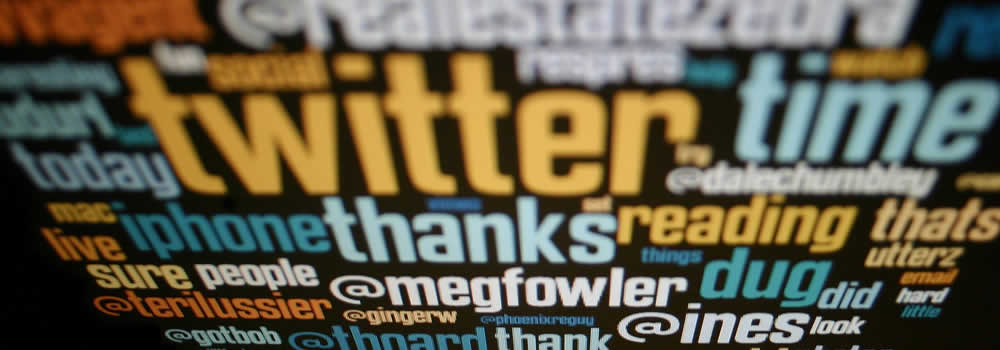 @realestatezebra
social respres
twitter time watch
today @dalechumbley
mac iphone thanks reading thats
live things utterz
sure people @megfowler dug did email
hard
@terilussier @gingerw @phoenixreguy @ines look little
@gotbob @tboard thank